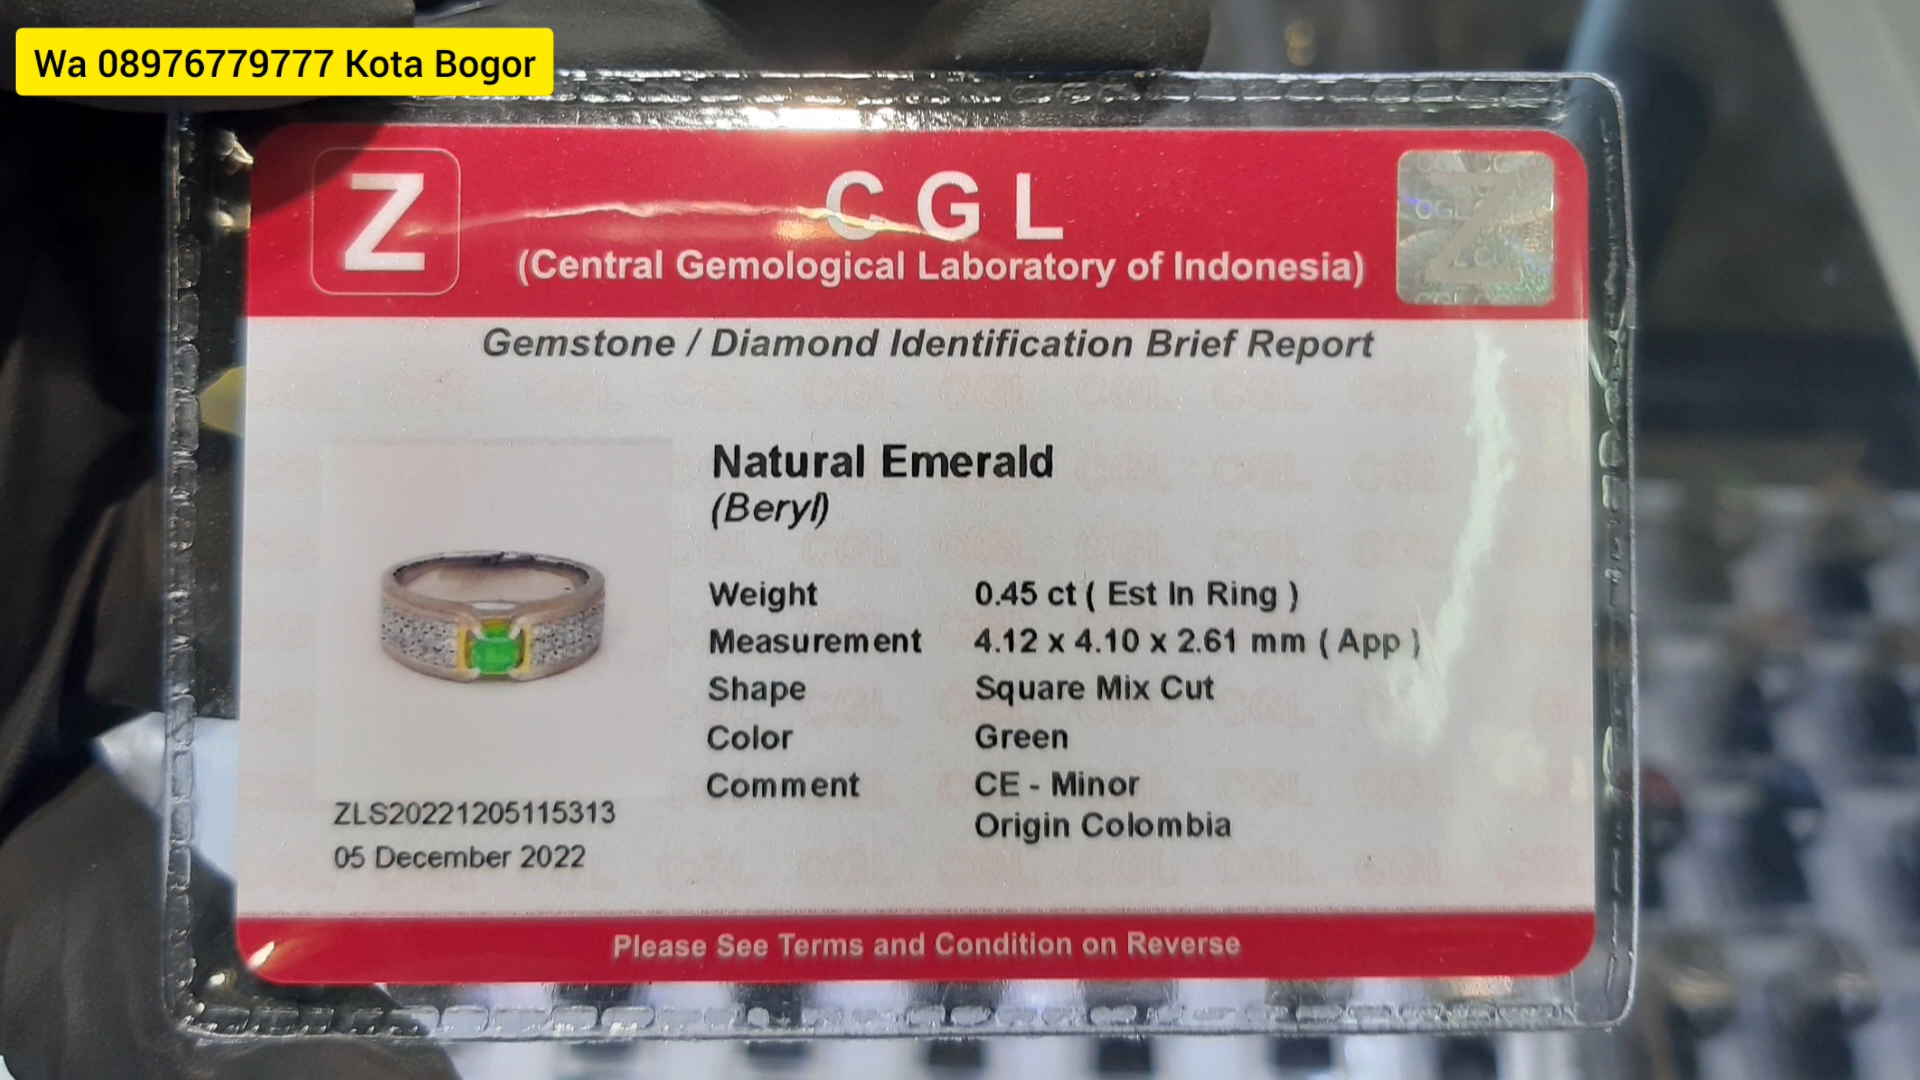 Wa 08976779777 Kota Bogor
Z
C G L
(Central Gemological Laboratory of Indonesia)
Gemstone / Diamond Identification Brief Report
Natural Emerald
(Beryl)
Weight 0.45 ct ( Est In Ring )
Measurement 4.12 x 4.10 x 2.61 mm ( App )
Shape Square Mix Cut
Color Green
Comment CE - Minor
Origin Colombia
ZLS20221205115313
05 December 2022
Please See Terms and Condition on Reverse